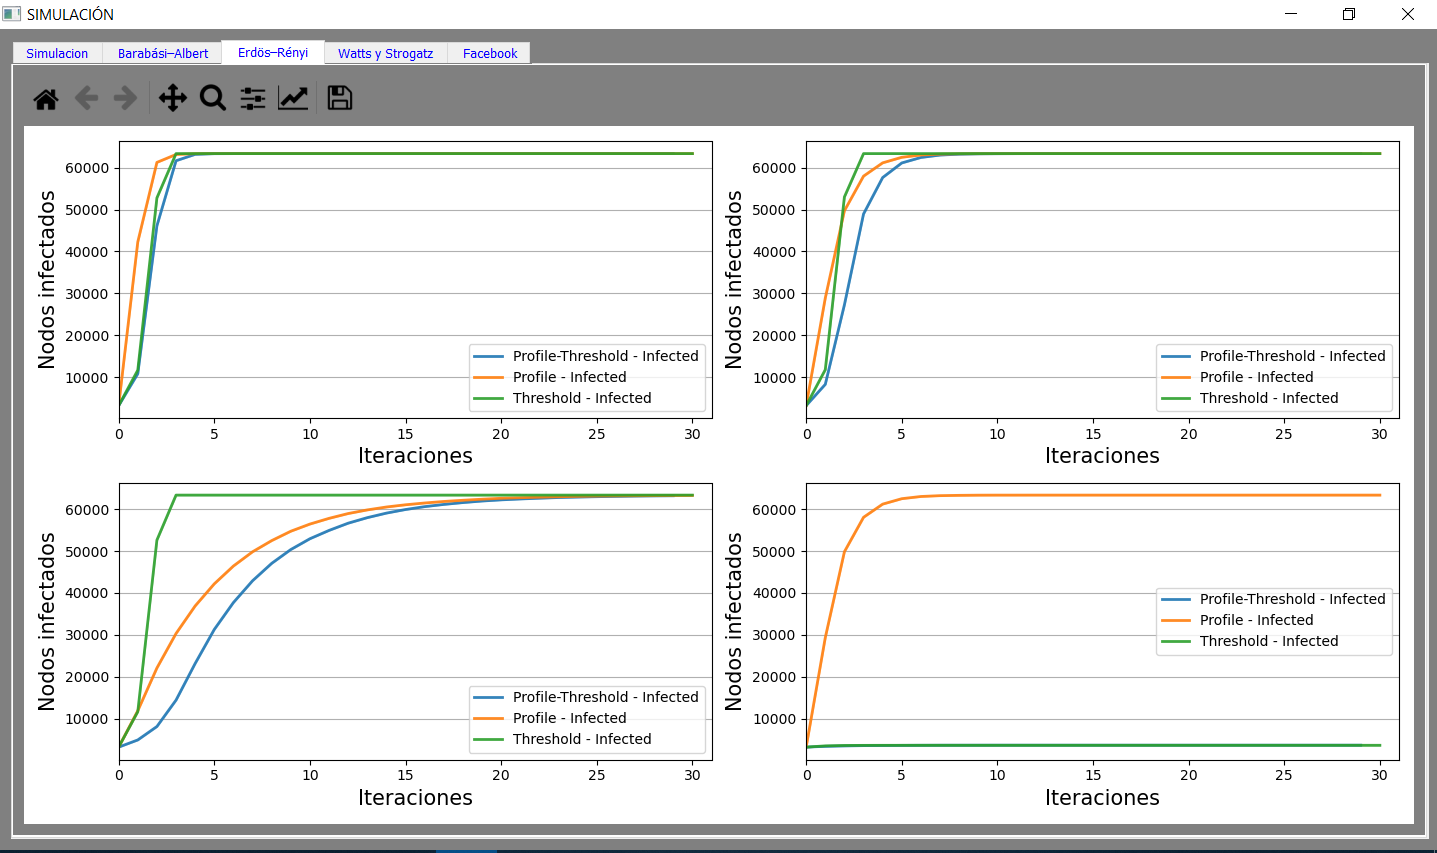 SIMULACIÓN
Simulacion Barabási–Albert Erdös–Rényi Watts y Strogatz Facebook
60000
50000
40000
30000
20000
10000
Nodos infectados
Profile-Threshold - Infected
Profile - Infected
Threshold - Infected
0 5 10 15 20 25 30
Iteraciones
60000
50000
40000
30000
20000
10000
Nodos infectados
Profile-Threshold - Infected
Profile - Infected
Threshold - Infected
0 5 10 15 20 25 30
Iteraciones
60000
50000
40000
30000
20000
10000
Nodos infectados
Profile-Threshold - Infected
Profile - Infected
Threshold - Infected
0 5 10 15 20 25 30
Iteraciones
60000
50000
40000
30000
20000
10000
Nodos infectados
Profile-Threshold - Infected
Profile - Infected
Threshold - Infected
0 5 10 15 20 25 30
Iteraciones